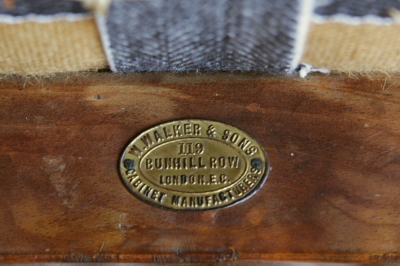 H. WALKER & SONS
119
BUNHILL ROW
LONDON, E.C.
CABINET MANUFACTURERS